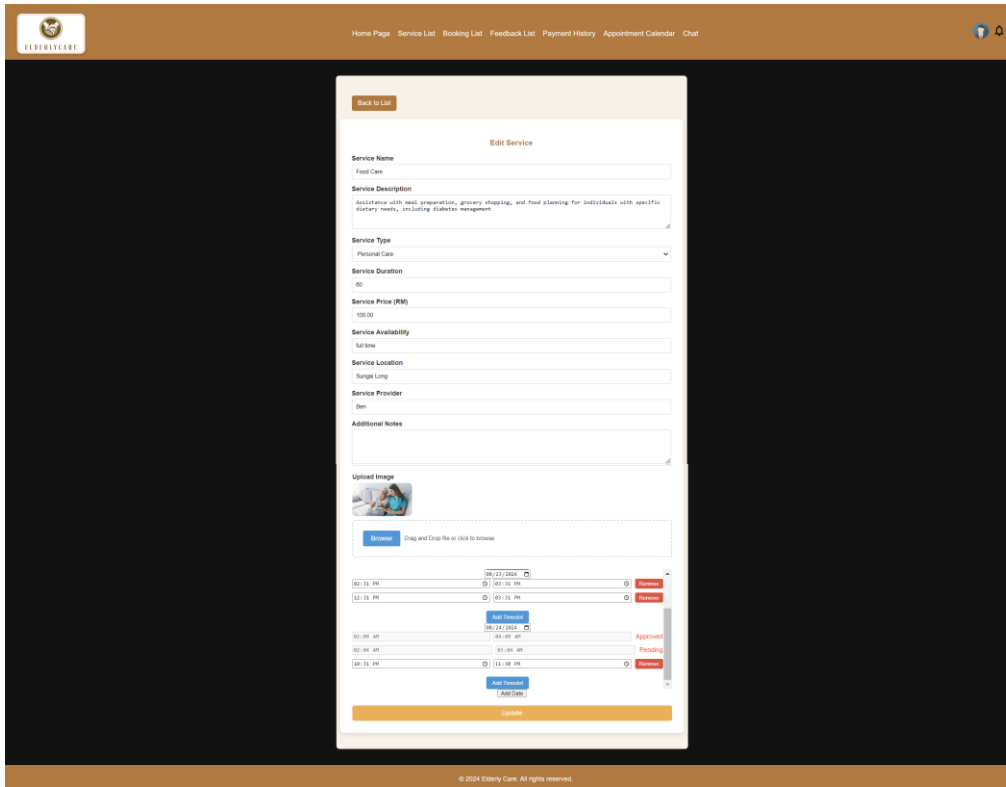 ELDERLYCARE
Home Page Service List Booking List Feedback List Payment History Appointment Calendar Chat
Back to List
Edit Service
Service Name
Food Care
Service Description
Assistance with meal preparation, grocery shopping, and food planning for individuals with specific
dietary needs, including diabetes management
Service Type
Personal Care
Service Duration
60
Service Price (RM)
100.00
Service Availability
full time
Service Location
Sungai Long
Service Provider
Ben
Additional Notes
Upload Image
Browse Drag and Drop file or click to browse
08/23/2024
02:31 PM 03:31 PM Remove
12:31 PM 03:31 PM Remove
Add Timeslot
08/24/2024
02:09 AM 04:09 AM Approved
02:04 AM 03:04 AM Pending
10:31 PM 11:30 PM Remove
Add Timeslot
Add Date
Update
© 2024 Elderly Care. All rights reserved.